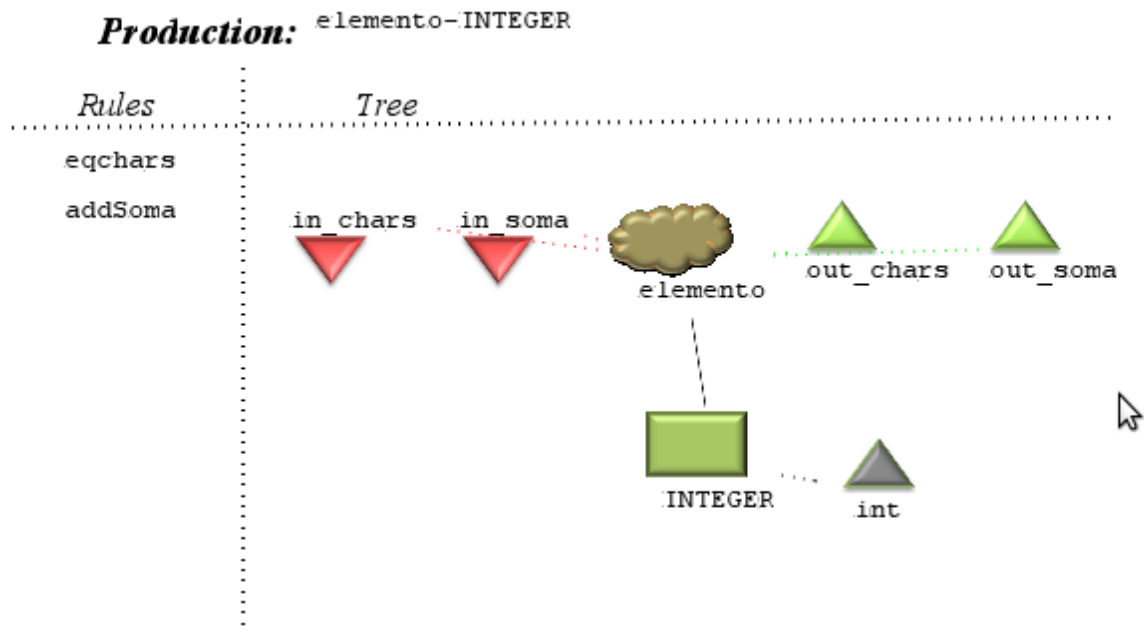 Production: elemento-INTEGER
Rules Tree
eqchars
addSoma
in_chars in_soma
out_chars out_soma
elemento
INTEGER
int